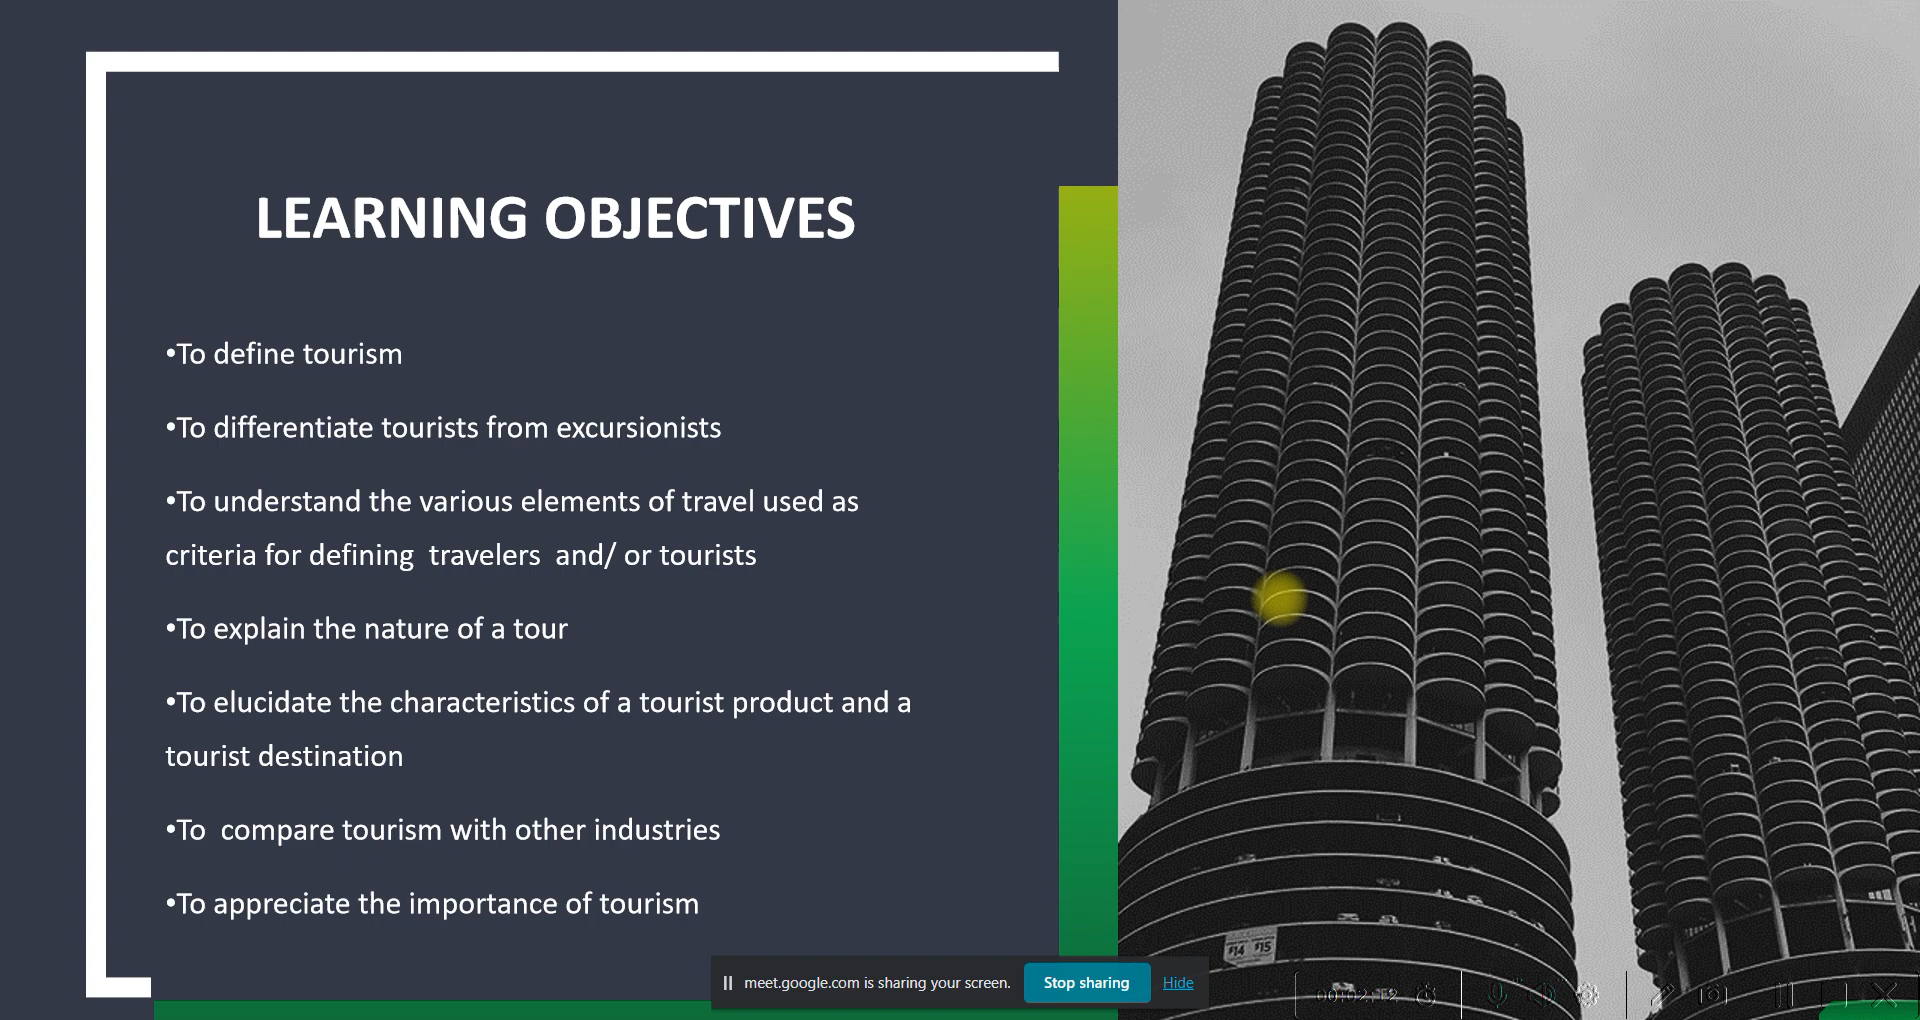 LEARNING OBJECTIVES
•To define tourism
•To differentiate tourists from excursionists
•To understand the various elements of travel used as
criteria for defining  travelers  and/ or tourists
•To explain the nature of a tour
•To elucidate the characteristics of a tourist product and a
tourist destination
•To  compare tourism with other industries
•To appreciate the importance of tourism
$14 $15
meet.google.com is sharing your screen. Stop sharing Hide